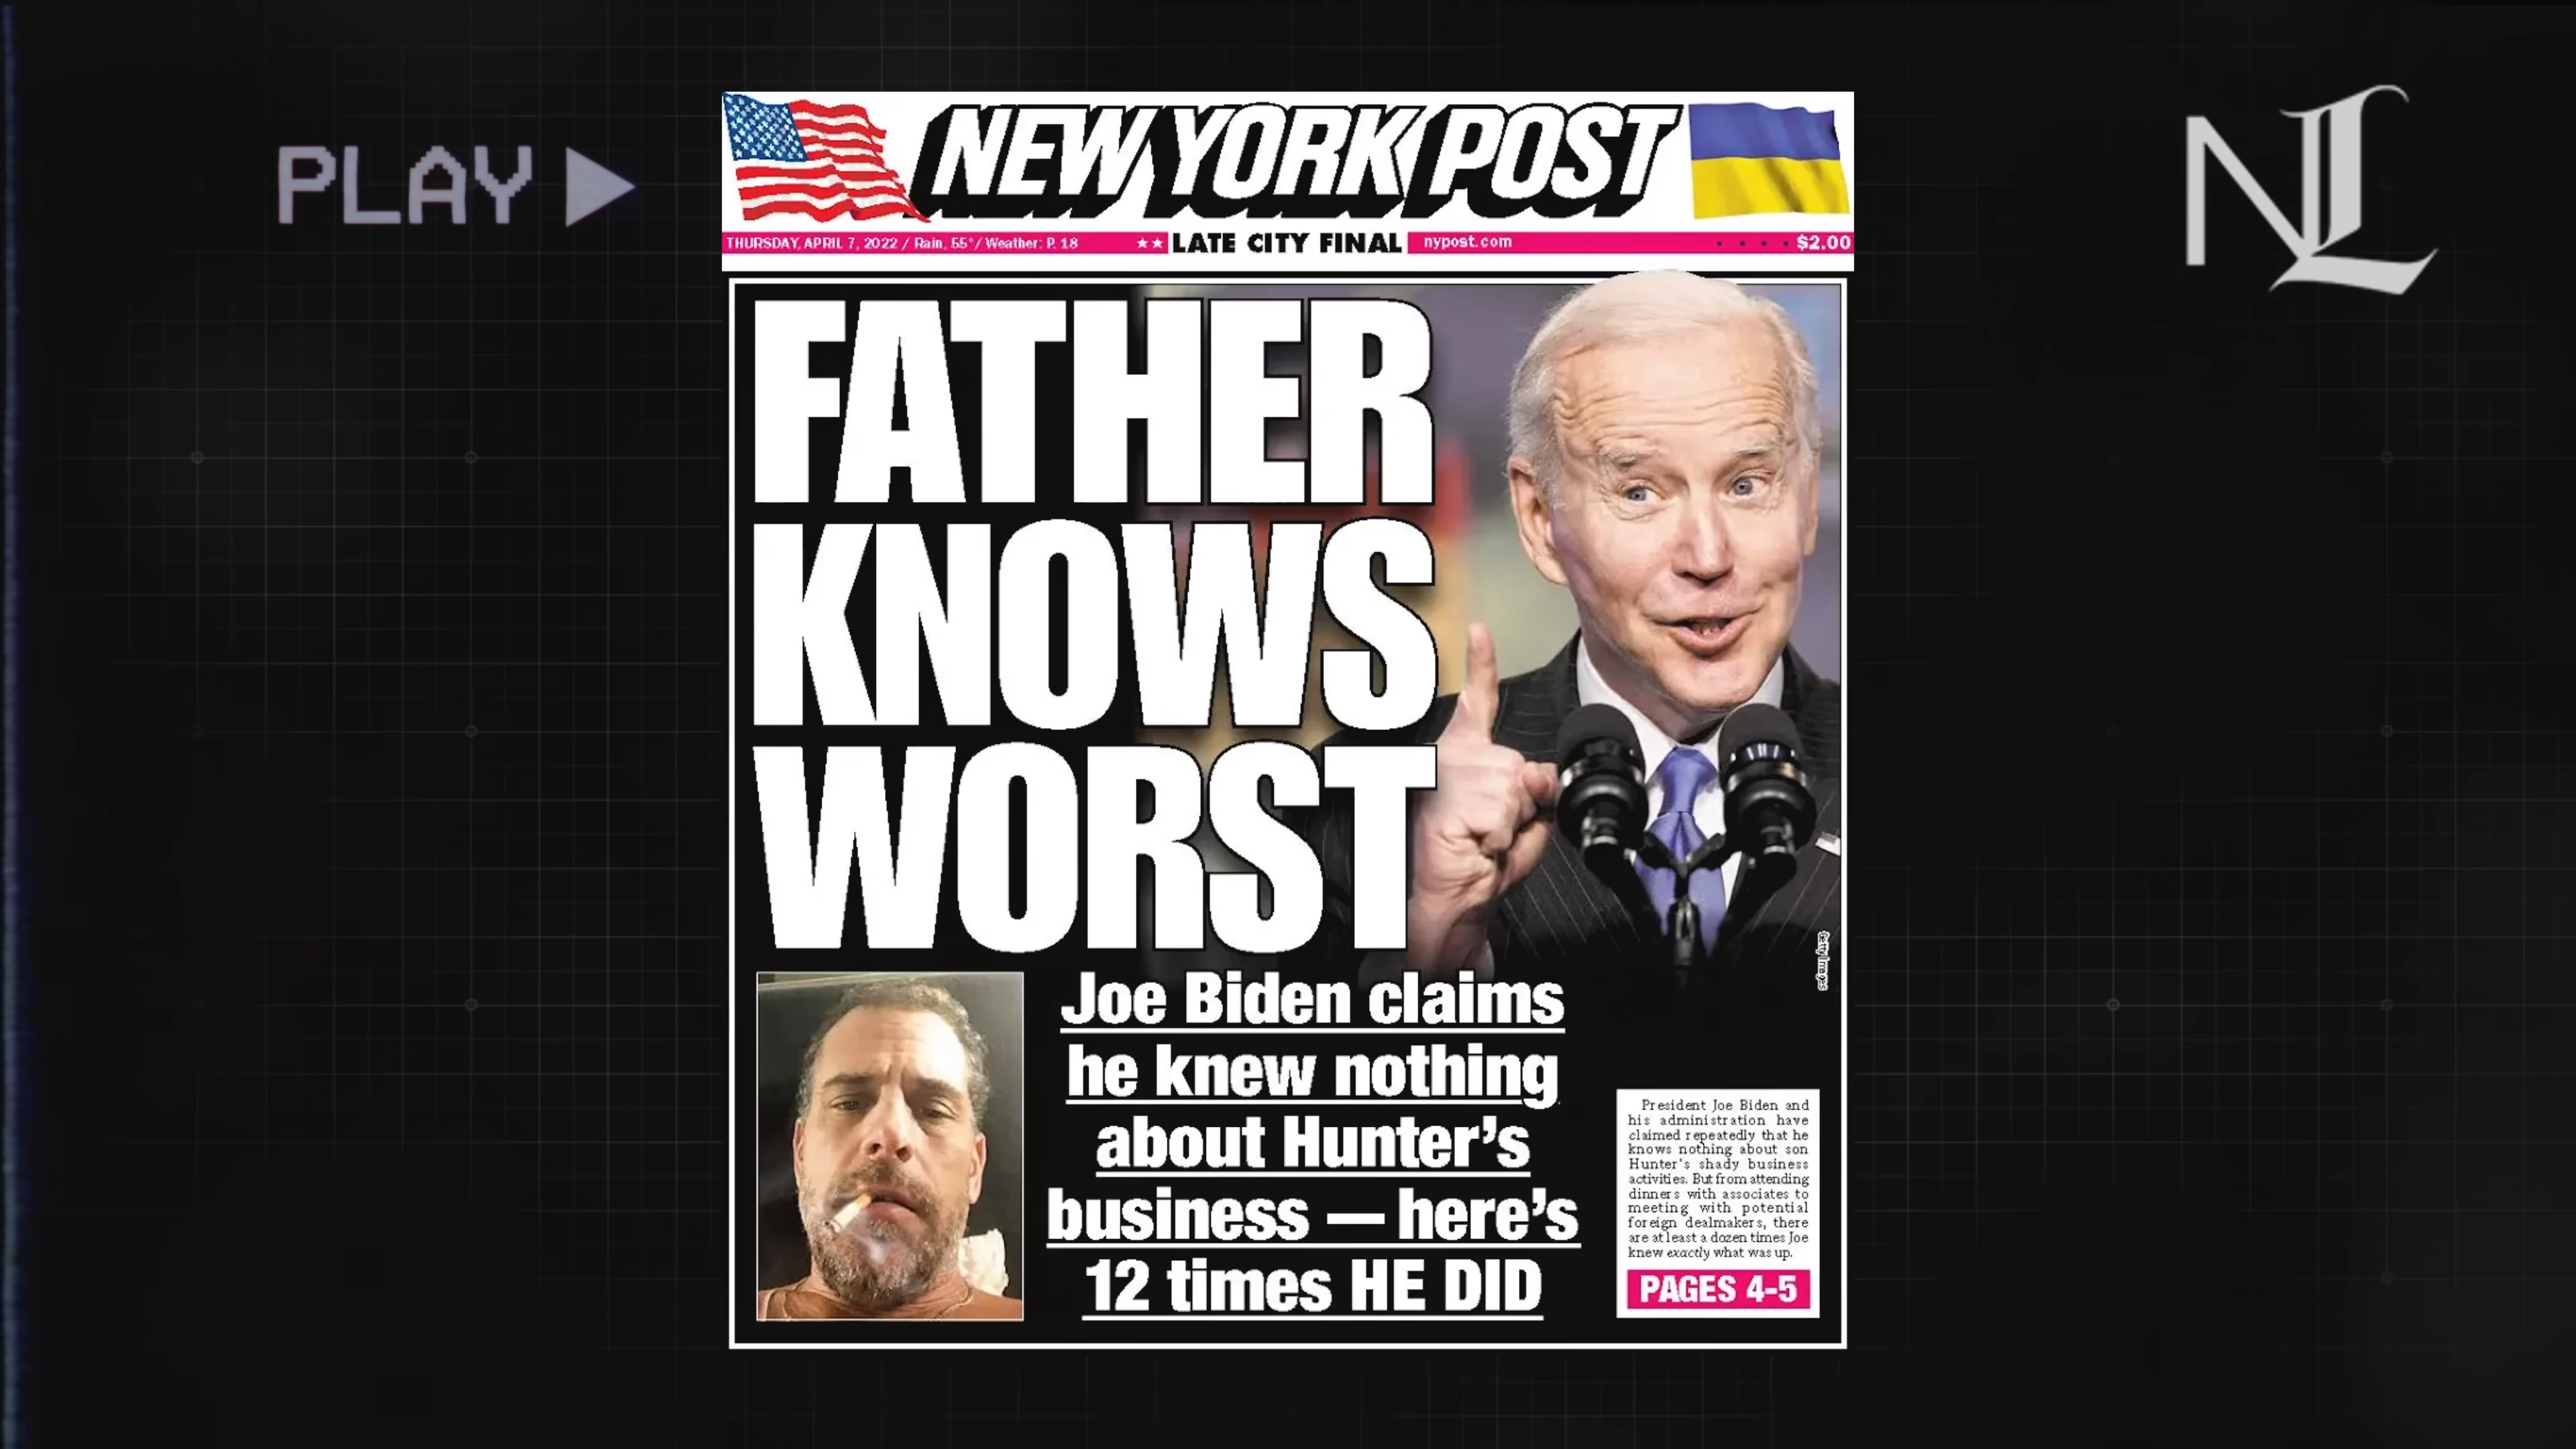 PLAY
NL
NEW YORK POST
THURSDAY, APRIL 7, 2022 / Rain, 55° / Weather: P. 18 ★★ LATE CITY FINAL nypost.com $2.00
FATHER
KNOWS
WORST
Getty Images
Joe Biden claims
he knew nothing
about Hunter's
business — here's
12 times HE DID
President Joe Biden and
his administration have
claimed repeatedly that he
knows nothing about son
Hunter's shady business
activities. But from attending
dinners with associates to
meeting with potential
foreign dealmakers, there
are at least a dozen times Joe
knew exactly what was up.
PAGES 4-5